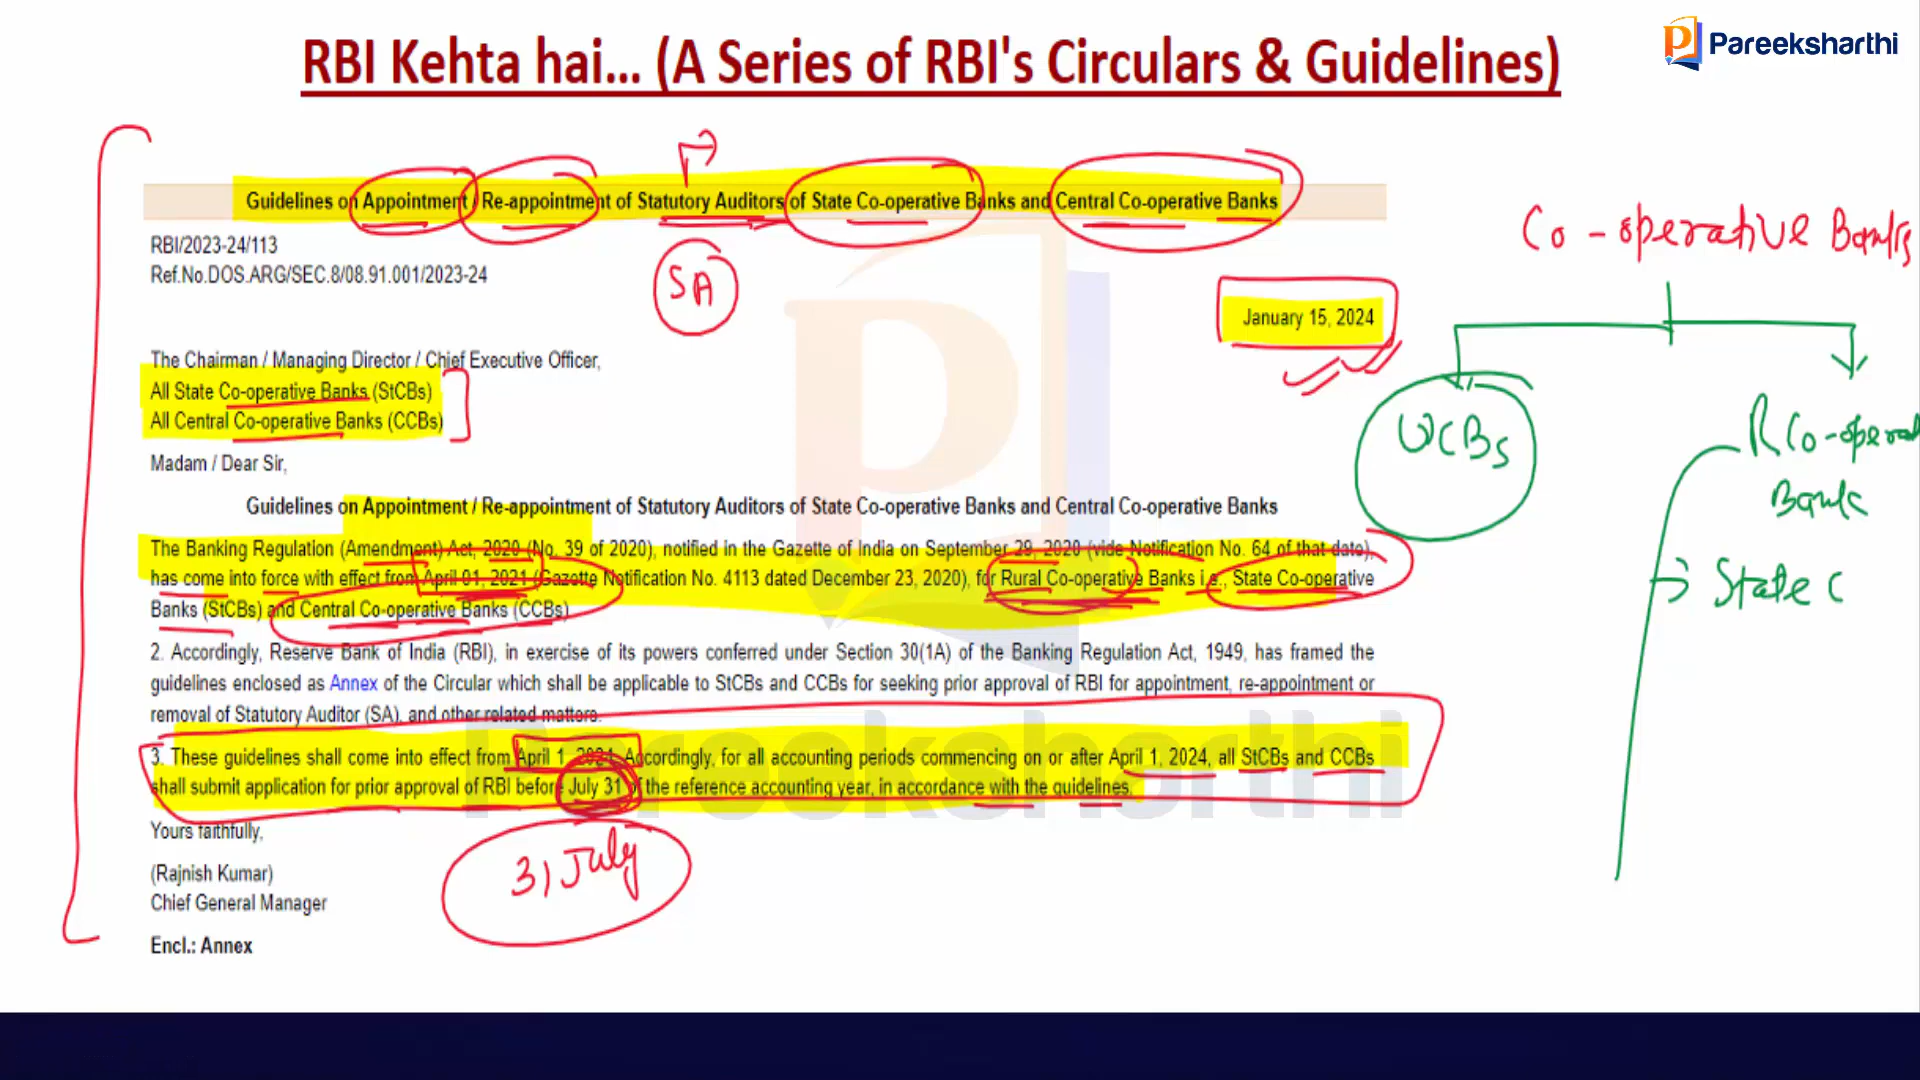 RBI Kehta hai... (A Series of RBI's Circulars & Guidelines)
Pareeksharthi
Guidelines on Appointment / Re-appointment of Statutory Auditors of State Co-operative Banks and Central Co-operative Banks
RBI/2023-24/113
Ref.No.DOS.ARG/SEC.8/08.91.001/2023-24
SA
January 15, 2024
The Chairman / Managing Director / Chief Executive Officer,
All State Co-operative Banks (StCBs)
All Central Co-operative Banks (CCBs)
Madam / Dear Sir,
Guidelines on Appointment / Re-appointment of Statutory Auditors of State Co-operative Banks and Central Co-operative Banks
The Banking Regulation (Amendment) Act, 2020 (No. 39 of 2020), notified in the Gazette of India on September 29, 2020 (vide Notification No. 64 of that date),
has come into force with effect from April 01, 2021 (Gazette Notification No. 4113 dated December 23, 2020), for Rural Co-operative Banks i.e., State Co-operative
Banks (StCBs) and Central Co-operative Banks (CCBs)
2. Accordingly, Reserve Bank of India (RBI), in exercise of its powers conferred under Section 30(1A) of the Banking Regulation Act, 1949, has framed the
guidelines enclosed as Annex of the Circular which shall be applicable to StCBs and CCBs for seeking prior approval of RBI for appointment, re-appointment or
removal of Statutory Auditor (SA), and other related matters.
3. These guidelines shall come into effect from April 1, 2024. Accordingly, for all accounting periods commencing on or after April 1, 2024, all StCBs and CCBs
shall submit application for prior approval of RBI before July 31 of the reference accounting year, in accordance with the guidelines.
Yours faithfully,
(Rajnish Kumar)
Chief General Manager
Encl.: Annex
31 July
Co-operative Banks
UCBs
R Co-operat
Bank
State C
Pareeksharthi